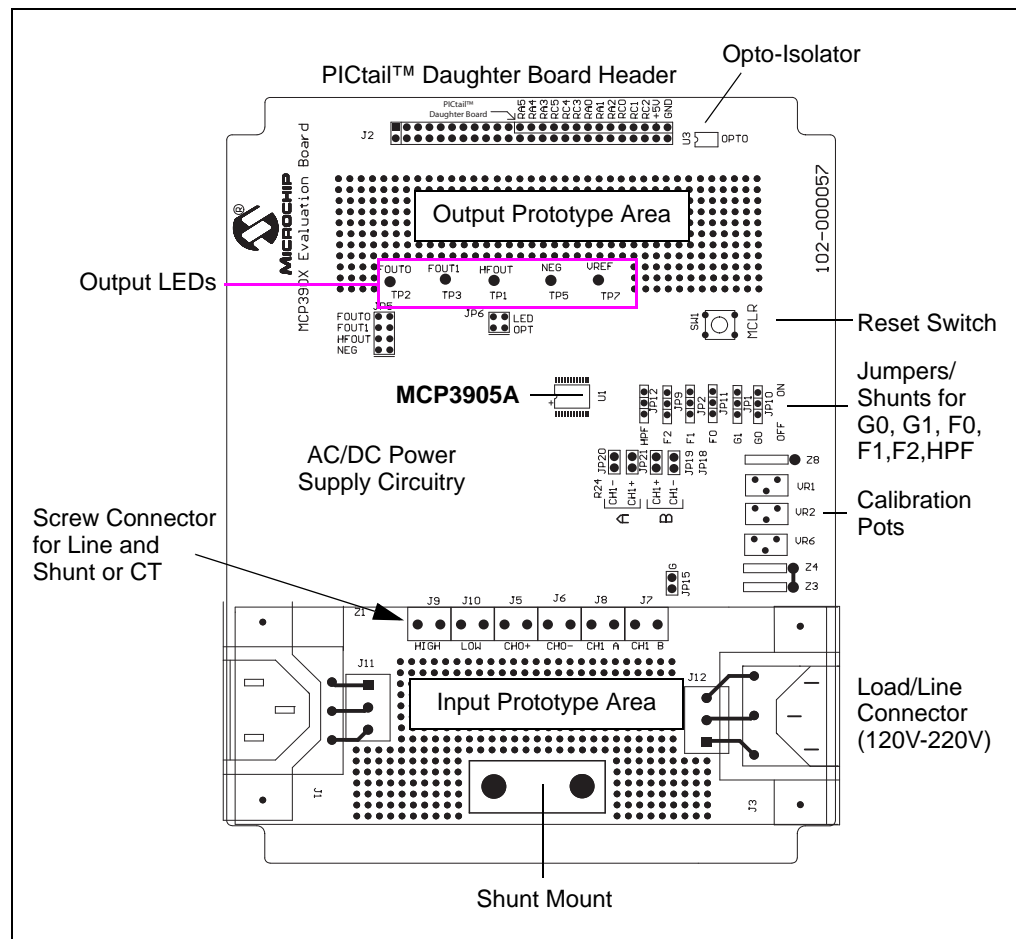 Opto-Isolator
PICtail™ Daughter Board Header
PICtail™
Daughter Board
RA5
RA4
RA3
RC5
RC4
RC3
RA0
RA1
RA2
RC0
RC1
RC2
+5V
GND
J2
U3
OPTO
MICROCHIP
®
MCP390X Evaluation Board
102-000057
Output Prototype Area
Output LEDs
FOUT0
FOUT1
HFOUT
NEG
VREF
TP2
TP3
TP1
TP5
TP7
JP5
FOUT0
FOUT1
HFOUT
NEG
JP6
LED
OPT
SW1
MCLR
Reset Switch
MCP3905A
+
U1
JP12
JP9
JP2
JP11
JP1
JP10
ON
HPF
F2
F1
F0
G1
G0
OFF
Jumpers/
Shunts for
G0, G1, F0,
F1,F2,HPF
AC/DC Power
Supply Circuitry
JP20
JP21
JP19
JP18
R24
CH1-
CH1+
CH1+
CH1-
A
B
Z8
VR1
VR2
VR6
Z4
Z3
Calibration
Pots
Screw Connector
for Line and
Shunt or CT
G
JP15
Z1
J9
J10
J5
J6
J8
J7
HIGH
LOW
CH0+
CH0-
CH1 A
CH1 B
J11
J12
Input Prototype Area
Load/Line
Connector
(120V-220V)
J1
J3
Shunt Mount